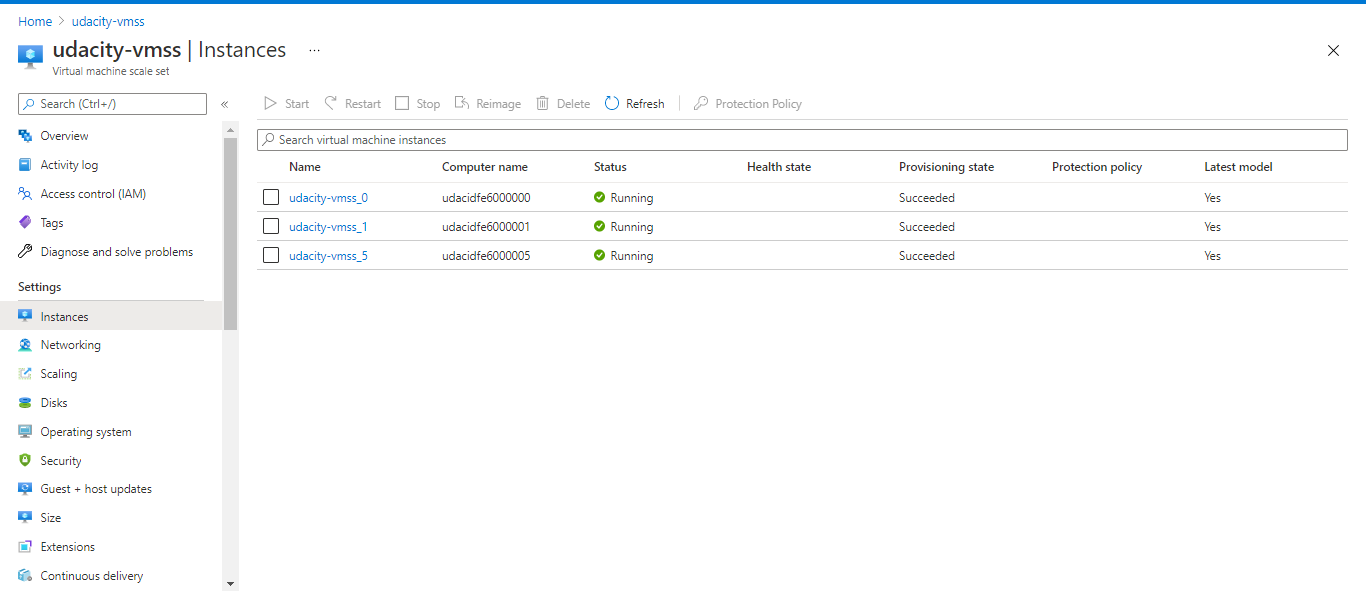 Home > udacity-vmss
udacity-vmss | Instances ...
Virtual machine scale set
Search (Ctrl+/)
«
Overview
Activity log
Access control (IAM)
Tags
Diagnose and solve problems
Settings
Instances
Networking
Scaling
Disks
Operating system
Security
Guest + host updates
Size
Extensions
Continuous delivery
Start Restart Stop Reimage Delete Refresh Protection Policy
Search virtual machine instances
Name Computer name Status Health state Provisioning state Protection policy Latest model
udacity-vmss_0 udacidfe6000000 Running Succeeded Yes
udacity-vmss_1 udacidfe6000001 Running Succeeded Yes
udacity-vmss_5 udacidfe6000005 Running Succeeded Yes